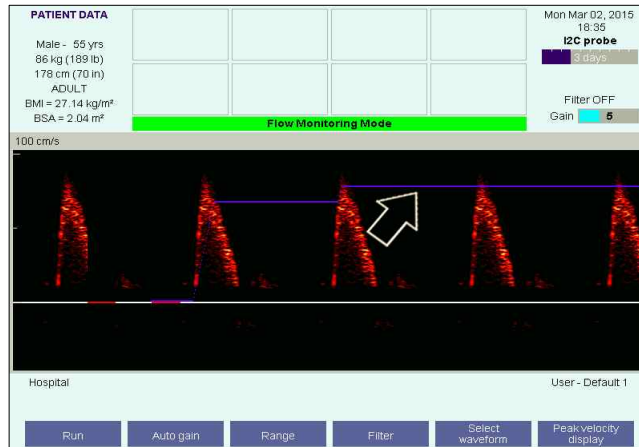 PATIENT DATA
Male - 55 yrs
86 kg (189 lb)
178 cm (70 in)
ADULT
BMI = 27.14 kg/m²
BSA = 2.04 m²
Flow Monitoring Mode
Mon Mar 02, 2015
18:35
I2C probe
3 days
Filter OFF
Gain 5
100 cm/s
Hospital
User - Default 1
Run
Auto gain
Range
Filter
Select
waveform
Peak velocity
display